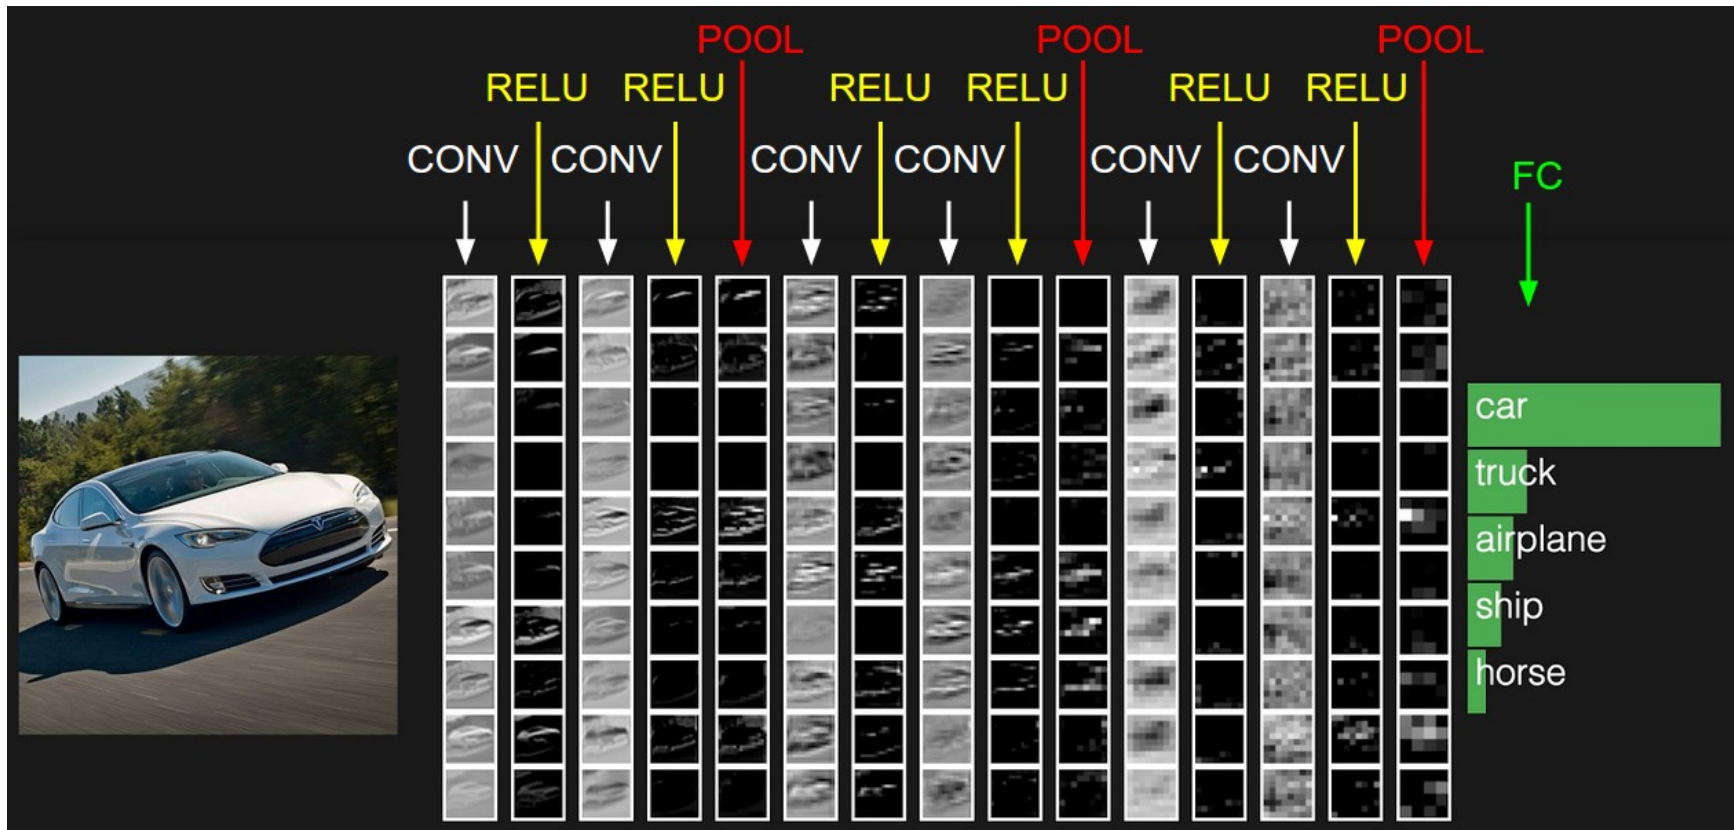 POOL POOL POOL
RELU RELU RELU RELU RELU RELU
CONV CONV CONV CONV CONV CONV
FC
car
truck
airplane
ship
horse